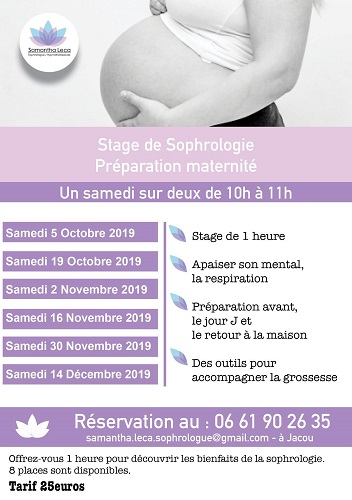 Samantha Leca
Stage de Sophrologie
Préparation maternité
Un samedi sur deux de 10h à 11h
Samedi 5 Octobre 2019
Samedi 19 Octobre 2019
Samedi 2 Novembre 2019
Samedi 16 Novembre 2019
Samedi 30 Novembre 2019
Samedi 14 Décembre 2019
Stage de 1 heure
Apaiser son mental,
la respiration
Préparation avant,
le jour J et
le retour à la maison
Des outils pour
accompagner la grossesse
Réservation au : 06 61 90 26 35
samantha.leca.sophrologue@gmail.com - à Jacou
Offrez-vous 1 heure pour découvrir les bienfaits de la sophrologie.
8 places sont disponibles.
Tarif 25euros